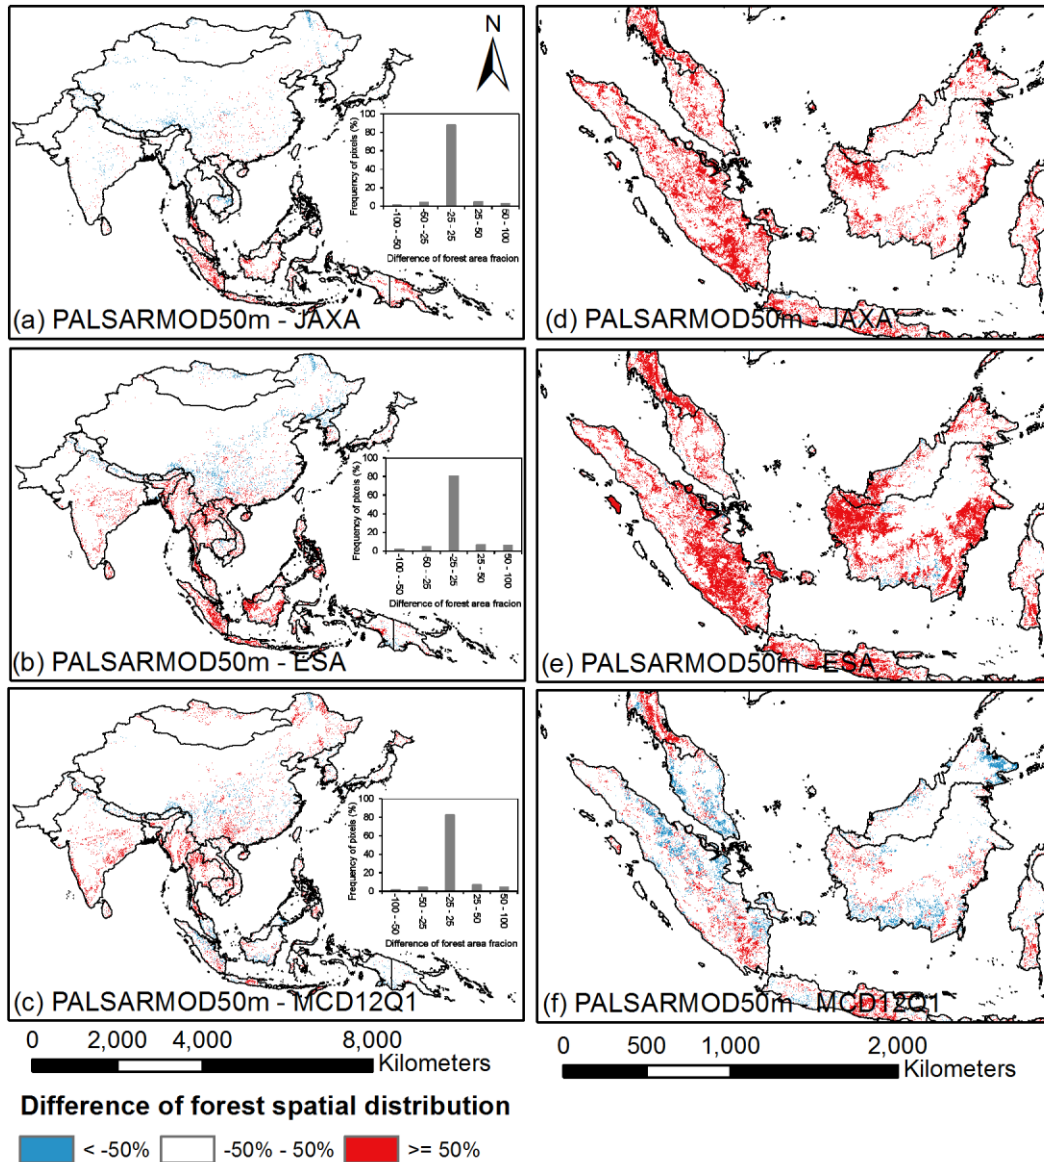 N
Frequency of pixels (%)
100
80
60
40
20
0
-100 - -50
-50 - -25
-25 - 25
25 - 50
50 - 100
Difference of forest area fracion
(a) PALSARMOD50m - JAXA
(d) PALSARMOD50m - JAXA
Frequency of pixels (%)
100
80
60
40
20
0
-100 - -50
-50 - -25
-25 - 25
25 - 50
50 - 100
Difference of forest area fracion
(b) PALSARMOD50m - ESA
(e) PALSARMOD50m - ESA
Frequency of pixels (%)
100
80
60
40
20
0
-100 - -50
-50 - -25
-25 - 25
25 - 50
50 - 100
Difference of forest area fracion
(c) PALSARMOD50m - MCD12Q1
(f) PALSARMOD50m - MCD12Q1
0 2,000 4,000 8,000
Kilometers
0 500 1,000 2,000
Kilometers
Difference of forest spatial distribution
< -50% -50% - 50% >= 50%